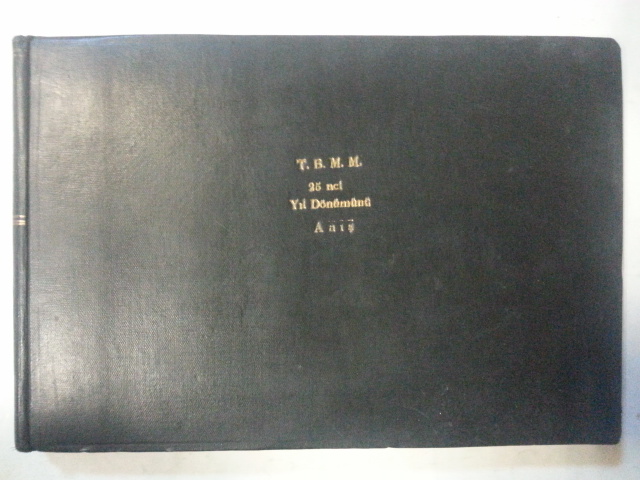 T. B. M. M.
25 nci
Yıl Dönümünü
Anış